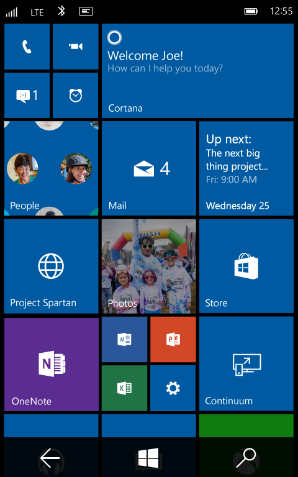 LTE
12:55
Welcome Joe!
How can I help you today?
1
Cortana
People
4
Mail
Up next:
The next big
thing project...
Fri: 9:00 AM
Wednesday 25
Project Spartan
FINISH
Photos
Store
N
OneNote
N
P
X
Continuum